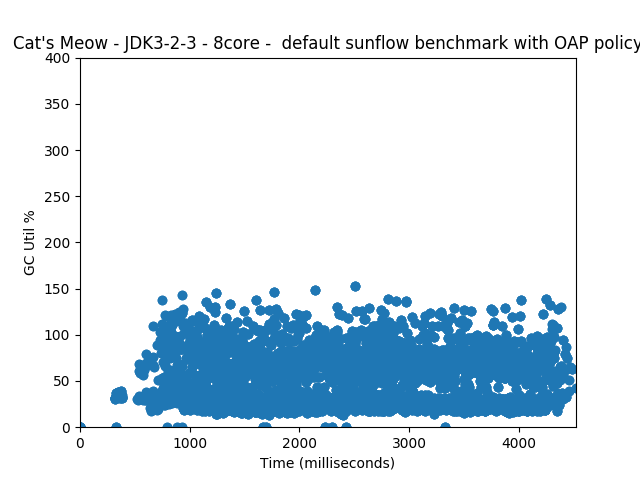 Cat's Meow - JDK3-2-3 - 8core -  default sunflow benchmark with OAP policy
400
350
300
250
200
150
100
50
0
GC Util %
0 1000 2000 3000 4000
Time (milliseconds)